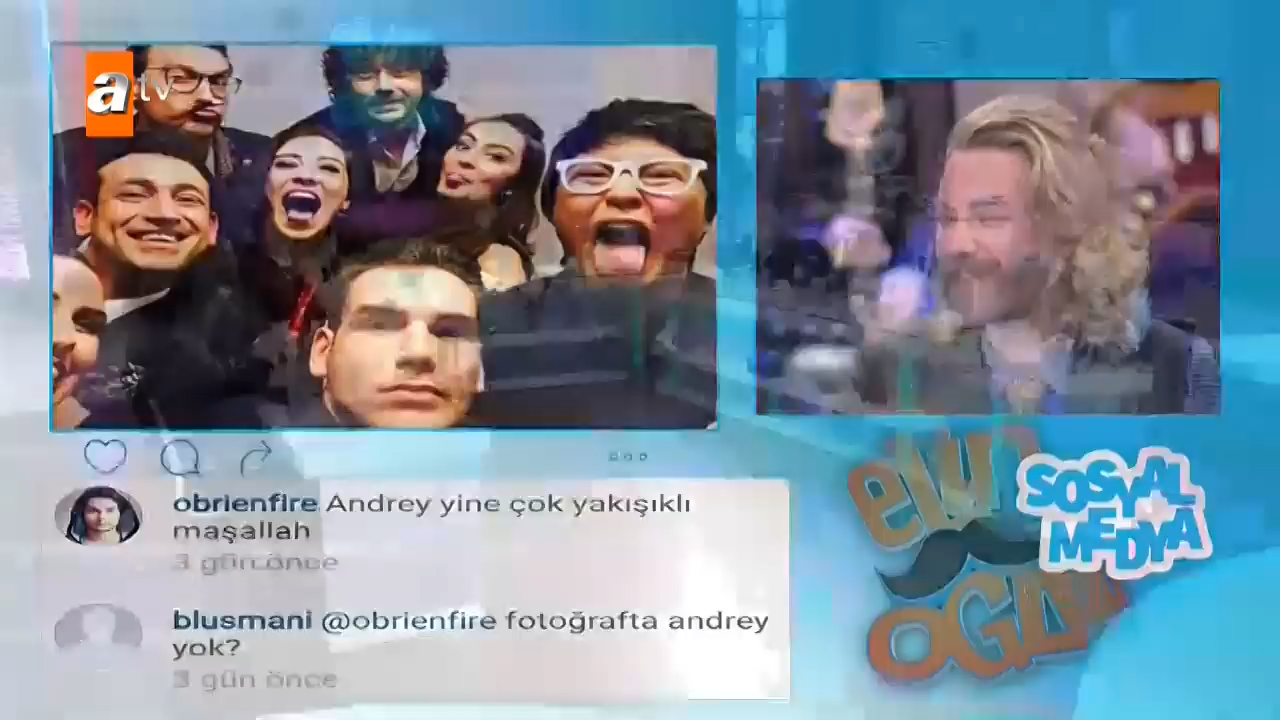 atv
obrienfire Andrey yine çok yakışıklı
maşallah
3 gün önce
blusmani @obrienfire fotoğrafta andrey
yok?
3 gün önce
SOSYAL
MEDYA